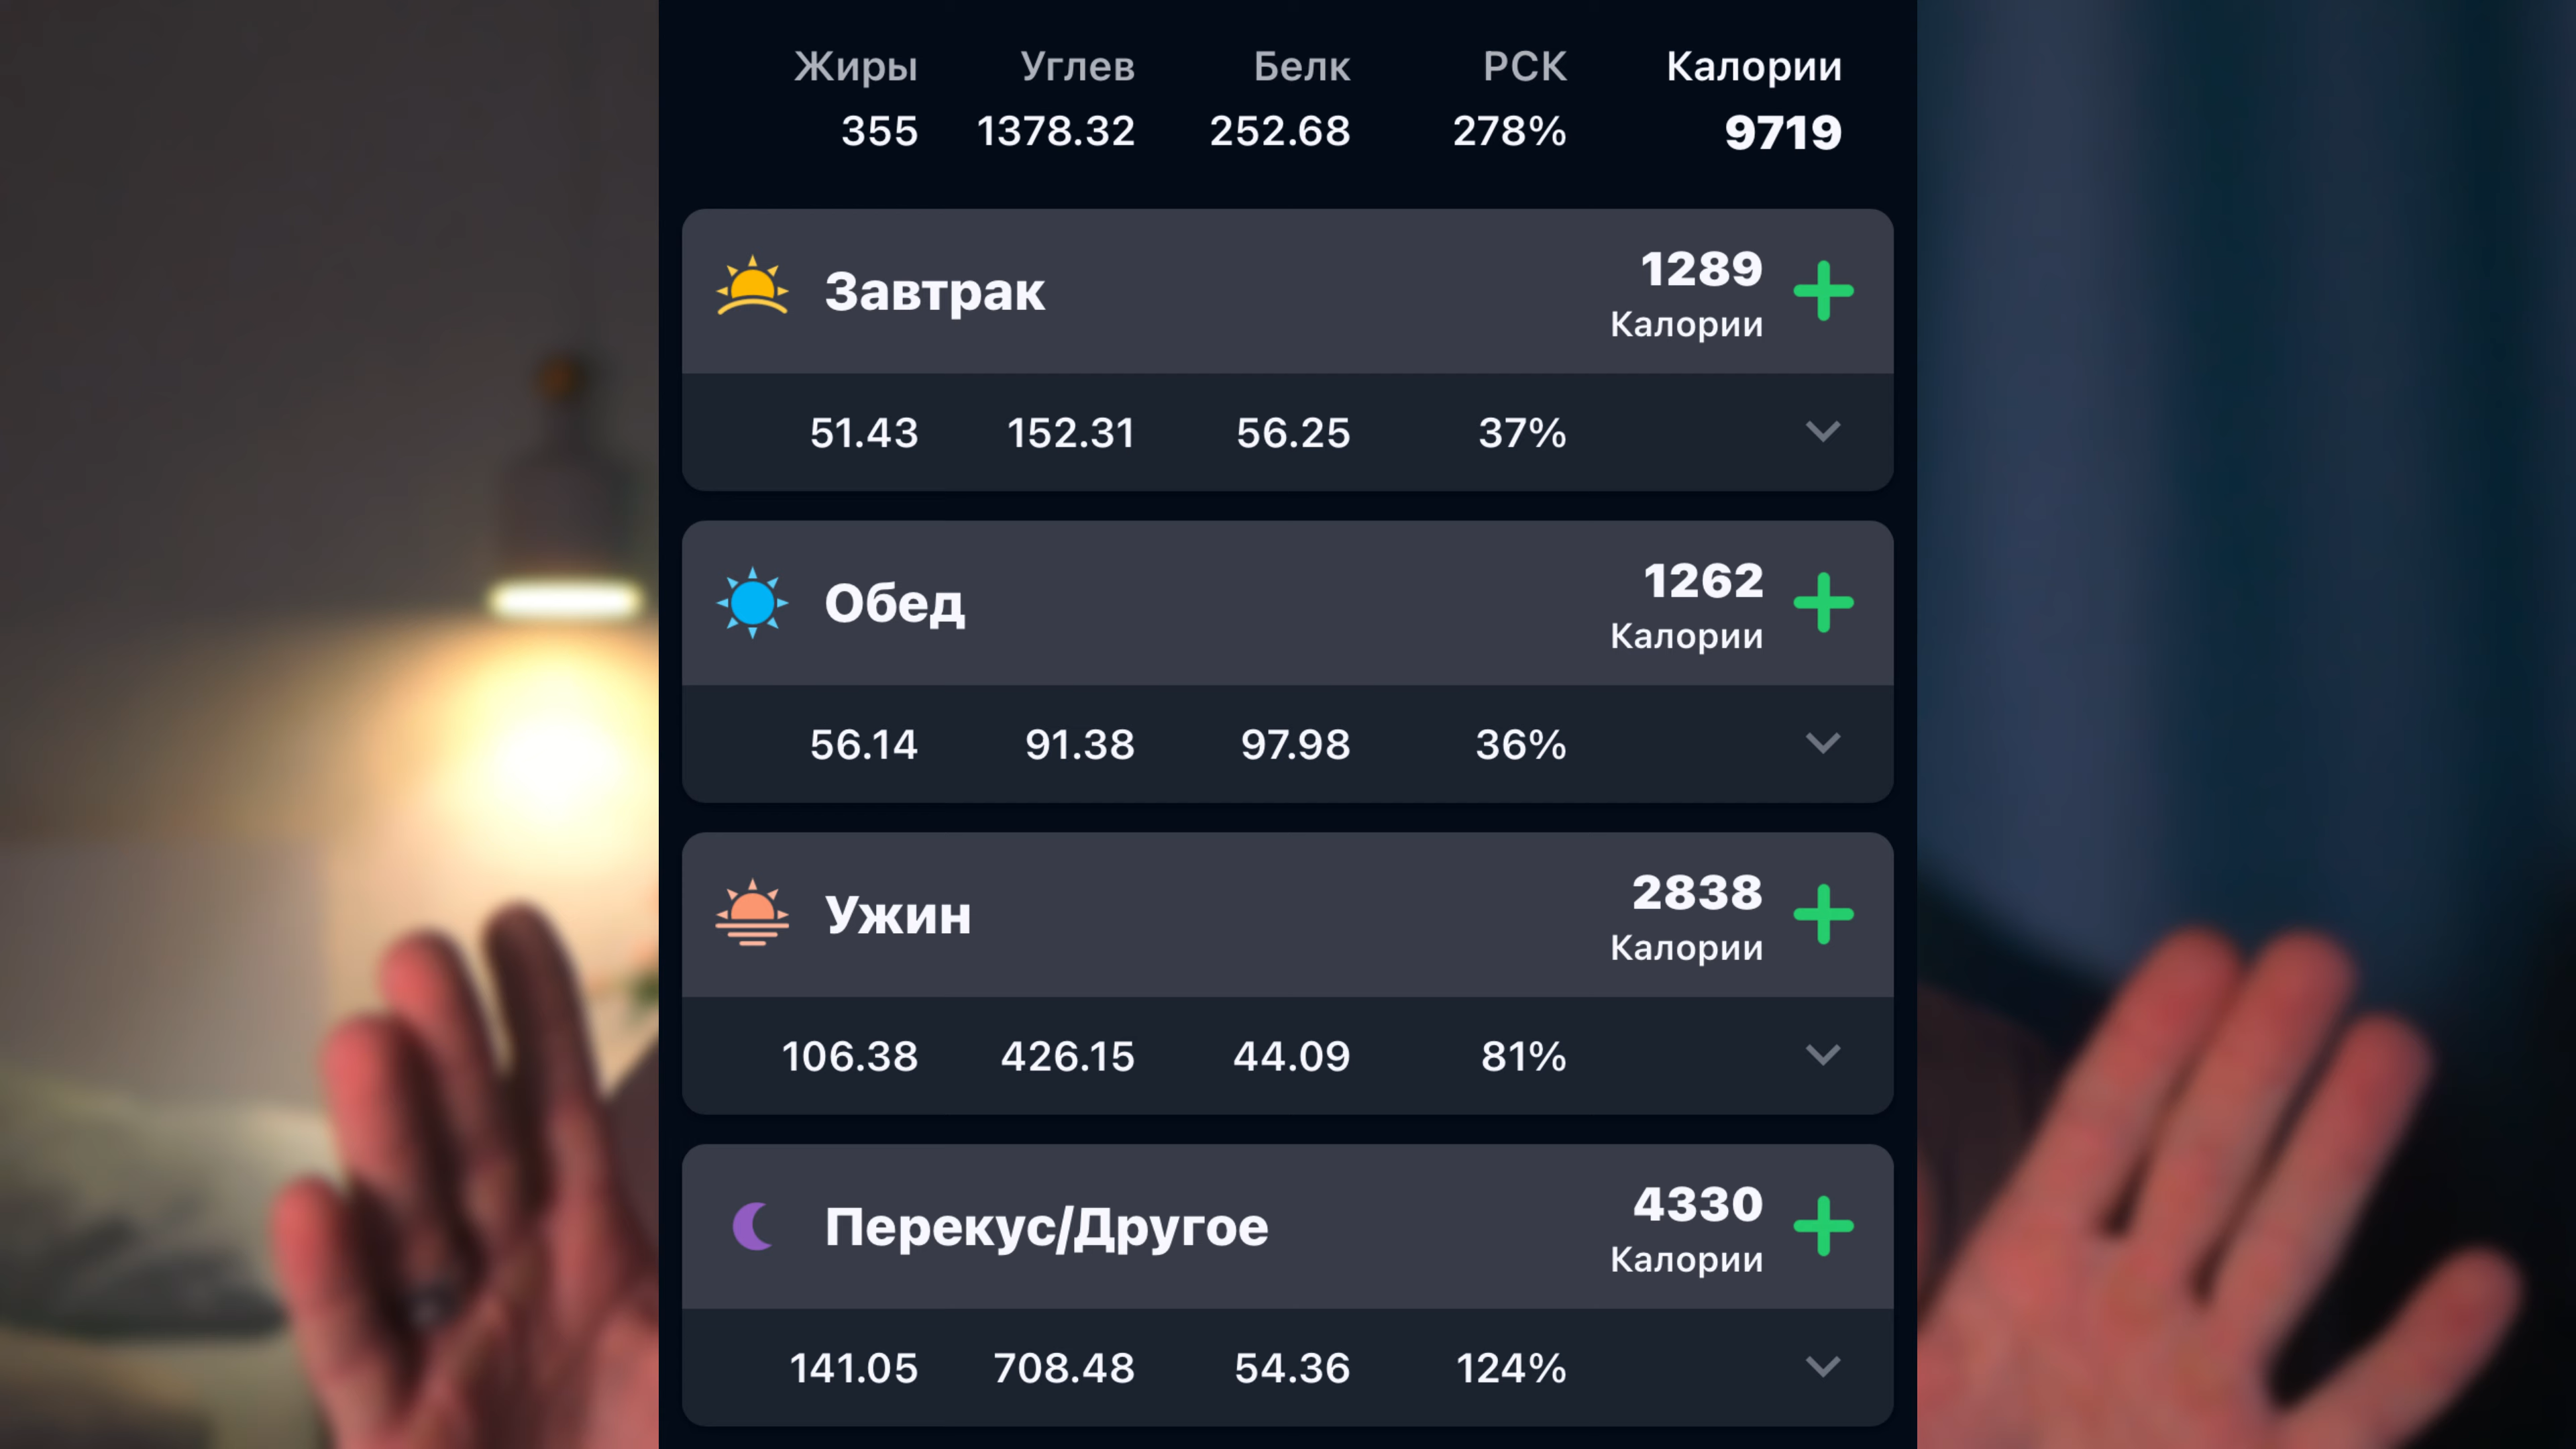 Жиры Углев Белк РСК Калории
355 1378.32 252.68 278% 9719
Завтрак 1289 Калории
51.43 152.31 56.25 37%
Обед 1262 Калории
56.14 91.38 97.98 36%
Ужин 2838 Калории
106.38 426.15 44.09 81%
Перекус/Другое 4330 Калории
141.05 708.48 54.36 124%